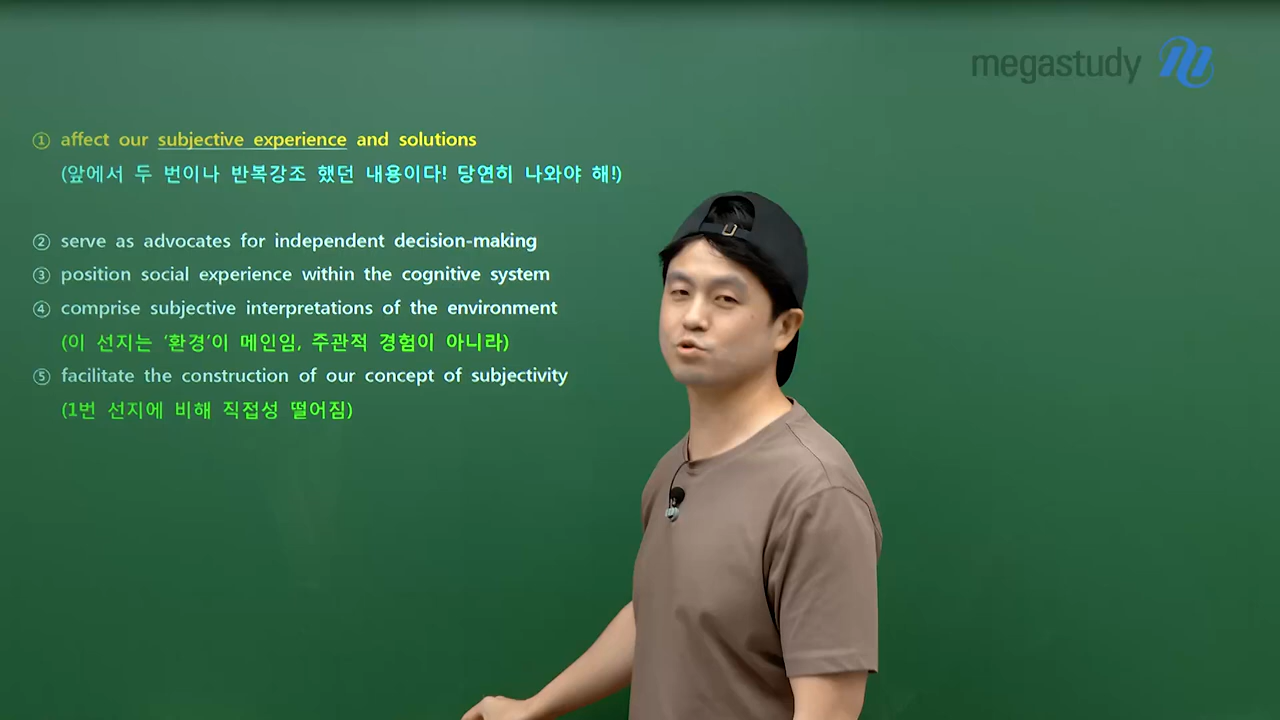 megastudy
① affect our subjective experience and solutions
(앞에서 두 번이나 반복강조 했던 내용이다! 당연히 나와야 해!)
② serve as advocates for independent decision-making
③ position social experience within the cognitive system
④ comprise subjective interpretations of the environment
(이 선지는 '환경'이 메인임, 주관적 경험이 아니라)
⑤ facilitate the construction of our concept of subjectivity
(1번 선지에 비해 직접성 떨어짐)